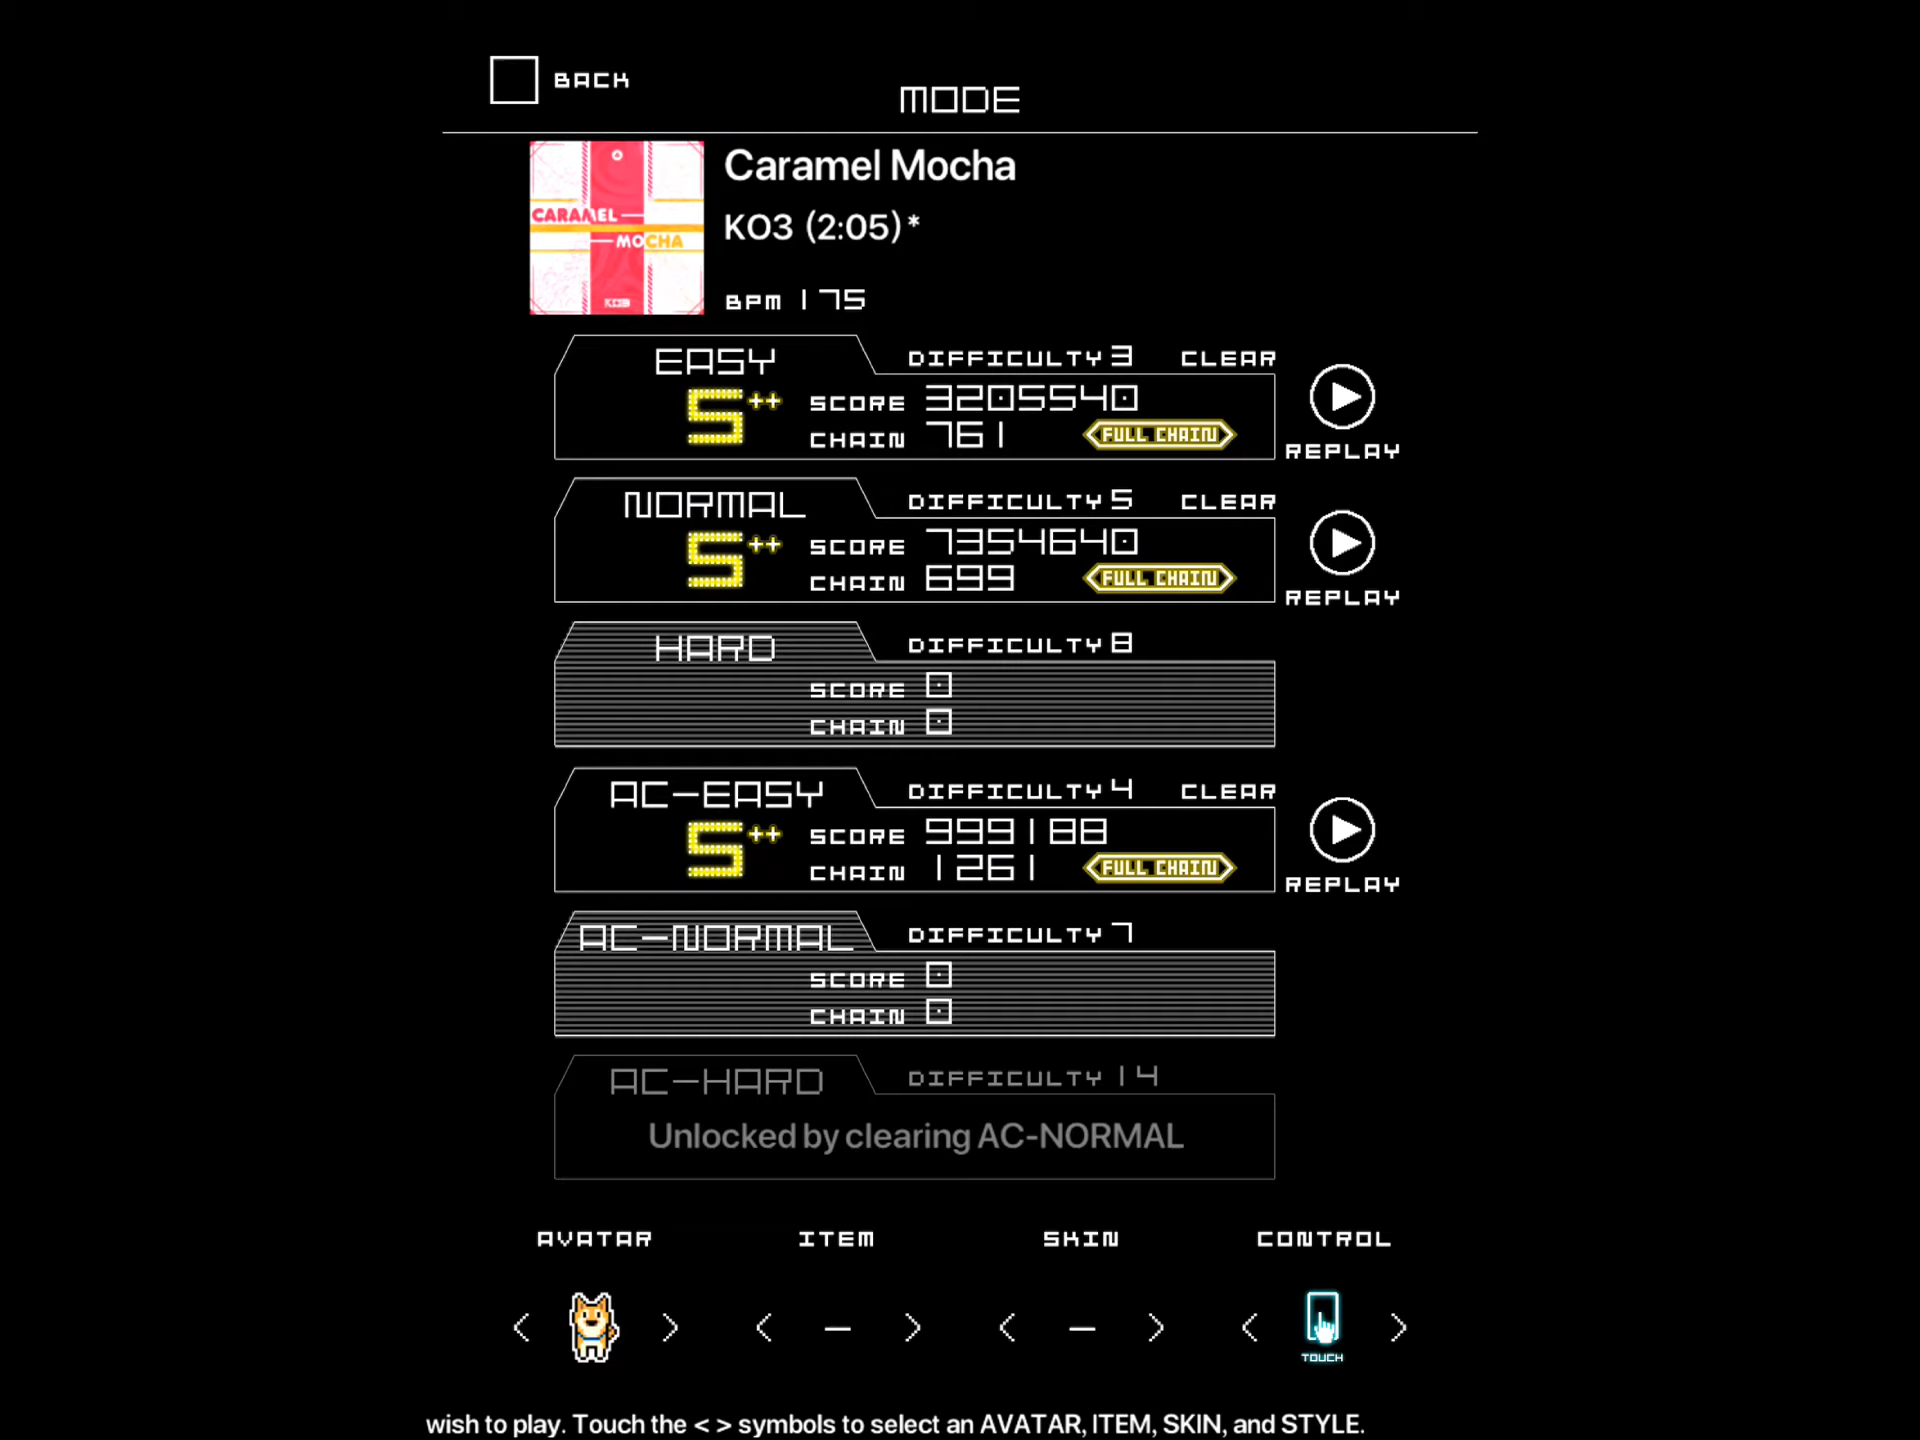 BACK
MODE
CARAMEL
MOCHA
KO3
Caramel Mocha
KO3 (2:05)*
BPM 175
EASY DIFFICULTY 3 CLEAR
S++ SCORE 3205540
CHAIN 761 FULL CHAIN
REPLAY
NORMAL DIFFICULTY 5 CLEAR
S++ SCORE 7354640
CHAIN 699 FULL CHAIN
REPLAY
HARD DIFFICULTY 8
SCORE 0
CHAIN 0
AC-EASY DIFFICULTY 4 CLEAR
S++ SCORE 999188
CHAIN 1261 FULL CHAIN
REPLAY
AC-NORMAL DIFFICULTY 7
SCORE 0
CHAIN 0
AC-HARD DIFFICULTY 14
Unlocked by clearing AC-NORMAL
AVATAR ITEM SKIN CONTROL
< > < – > < – > < >
TOUCH
wish to play. Touch the < > symbols to select an AVATAR, ITEM, SKIN, and STYLE.